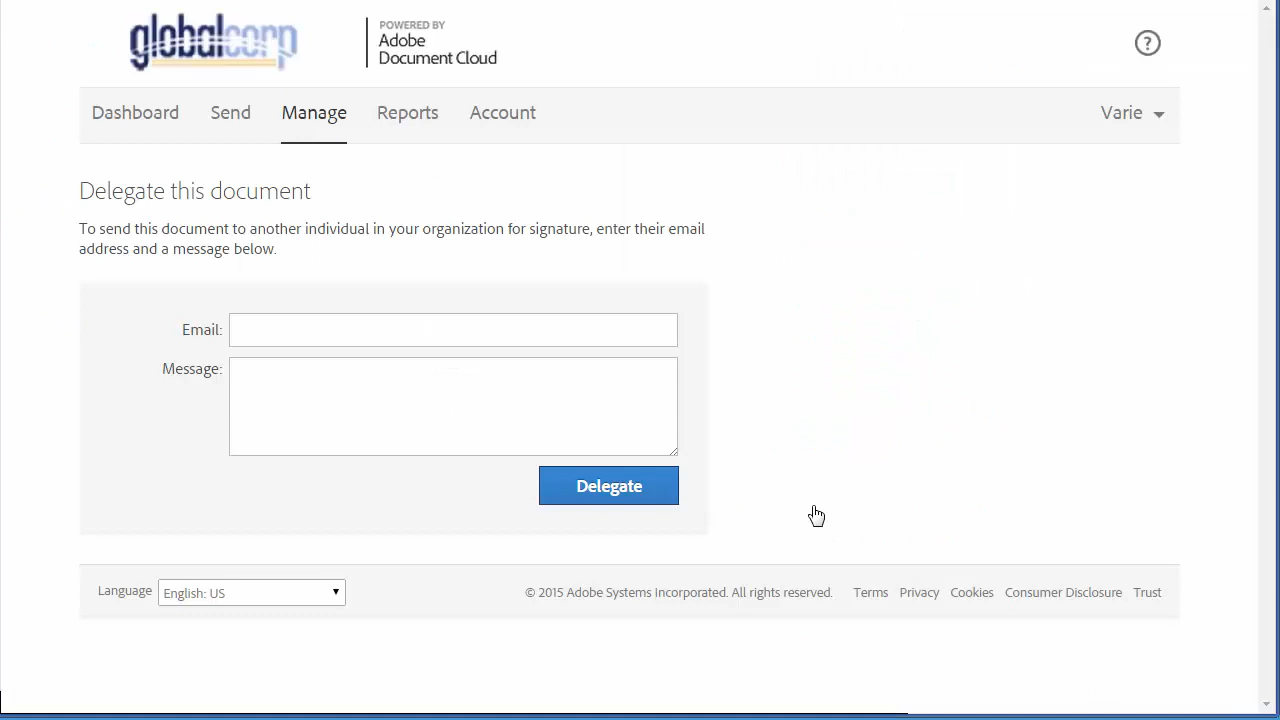 globalcorp
POWERED BY
Adobe
Document Cloud
?
Dashboard Send Manage Reports Account Varie
Delegate this document
To send this document to another individual in your organization for signature, enter their email
address and a message below.
Email:
Message:
Delegate
Language English: US © 2015 Adobe Systems Incorporated. All rights reserved. Terms Privacy Cookies Consumer Disclosure Trust